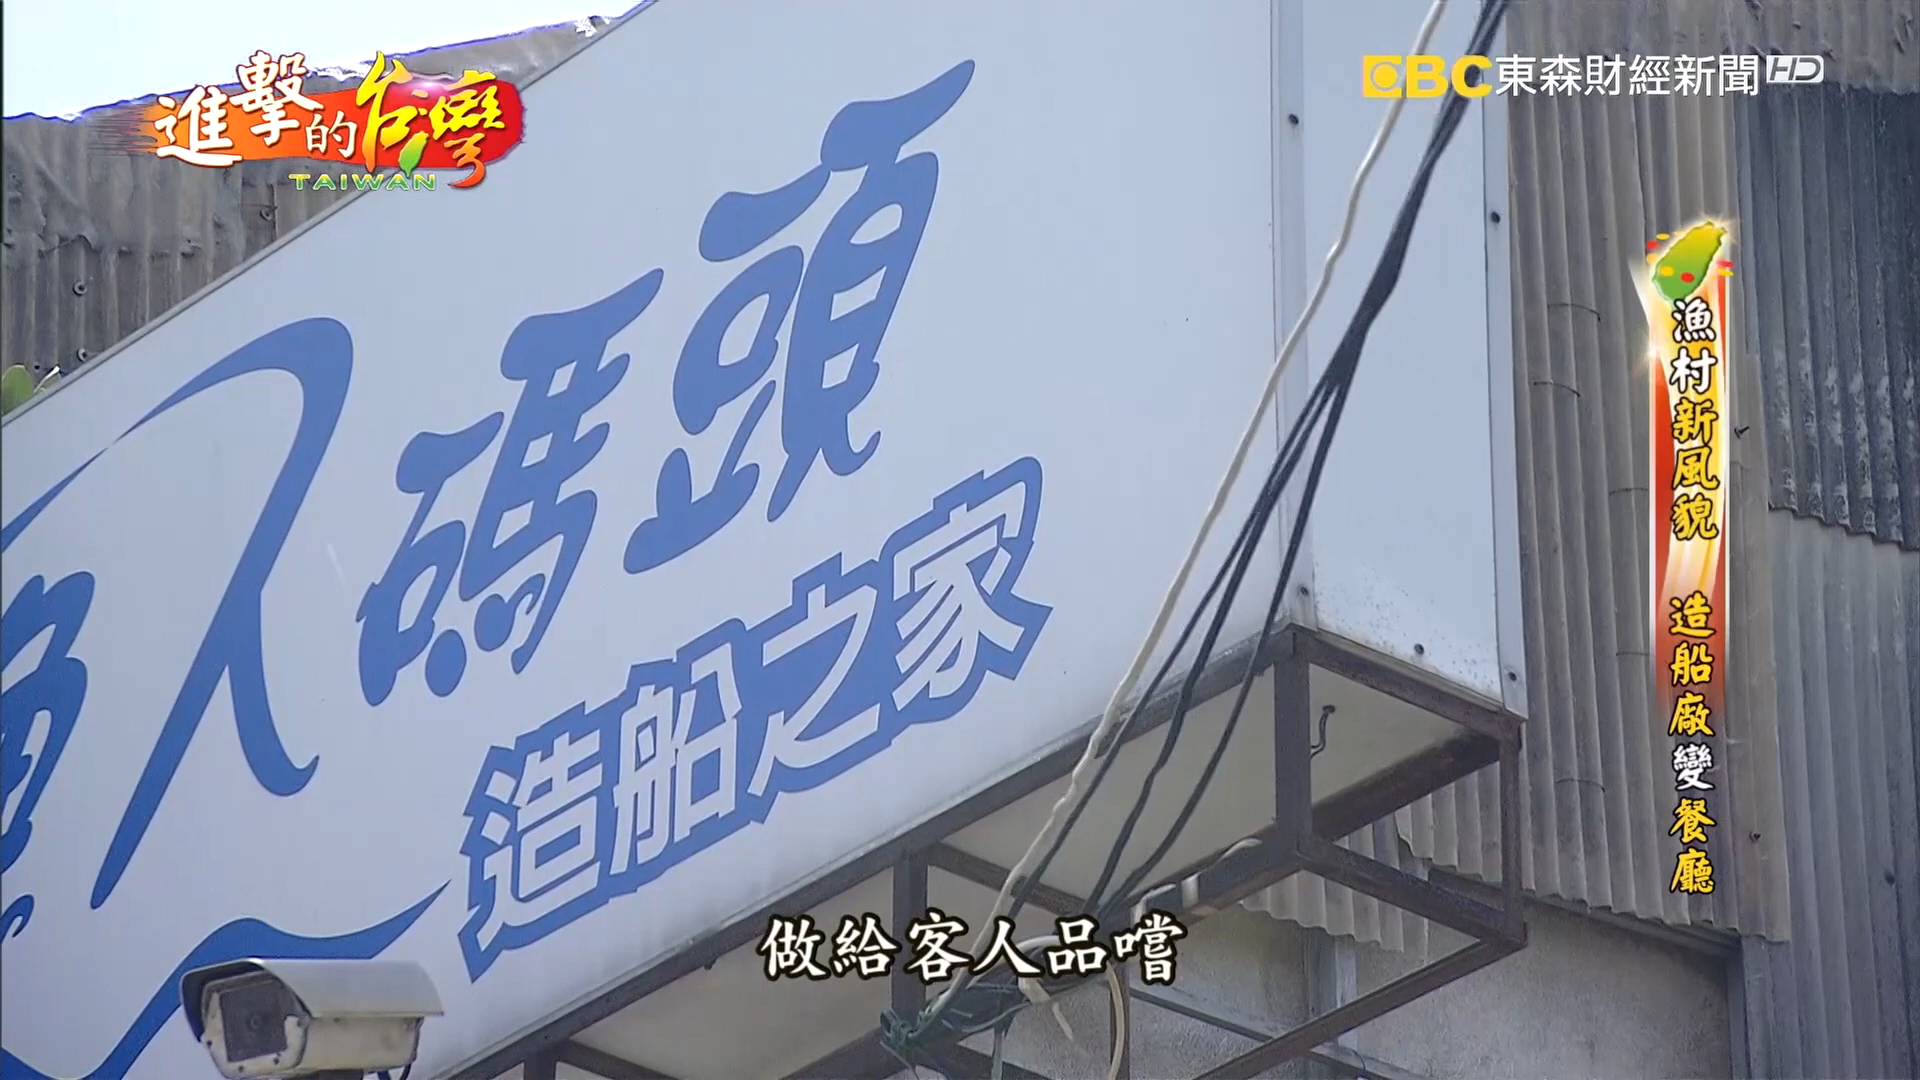 進擊的台灣
TAIWAN
EBC東森財經新聞HD
漁人碼頭
造船之家
漁村新風貌 造船廠變餐廳
做給客人品嚐